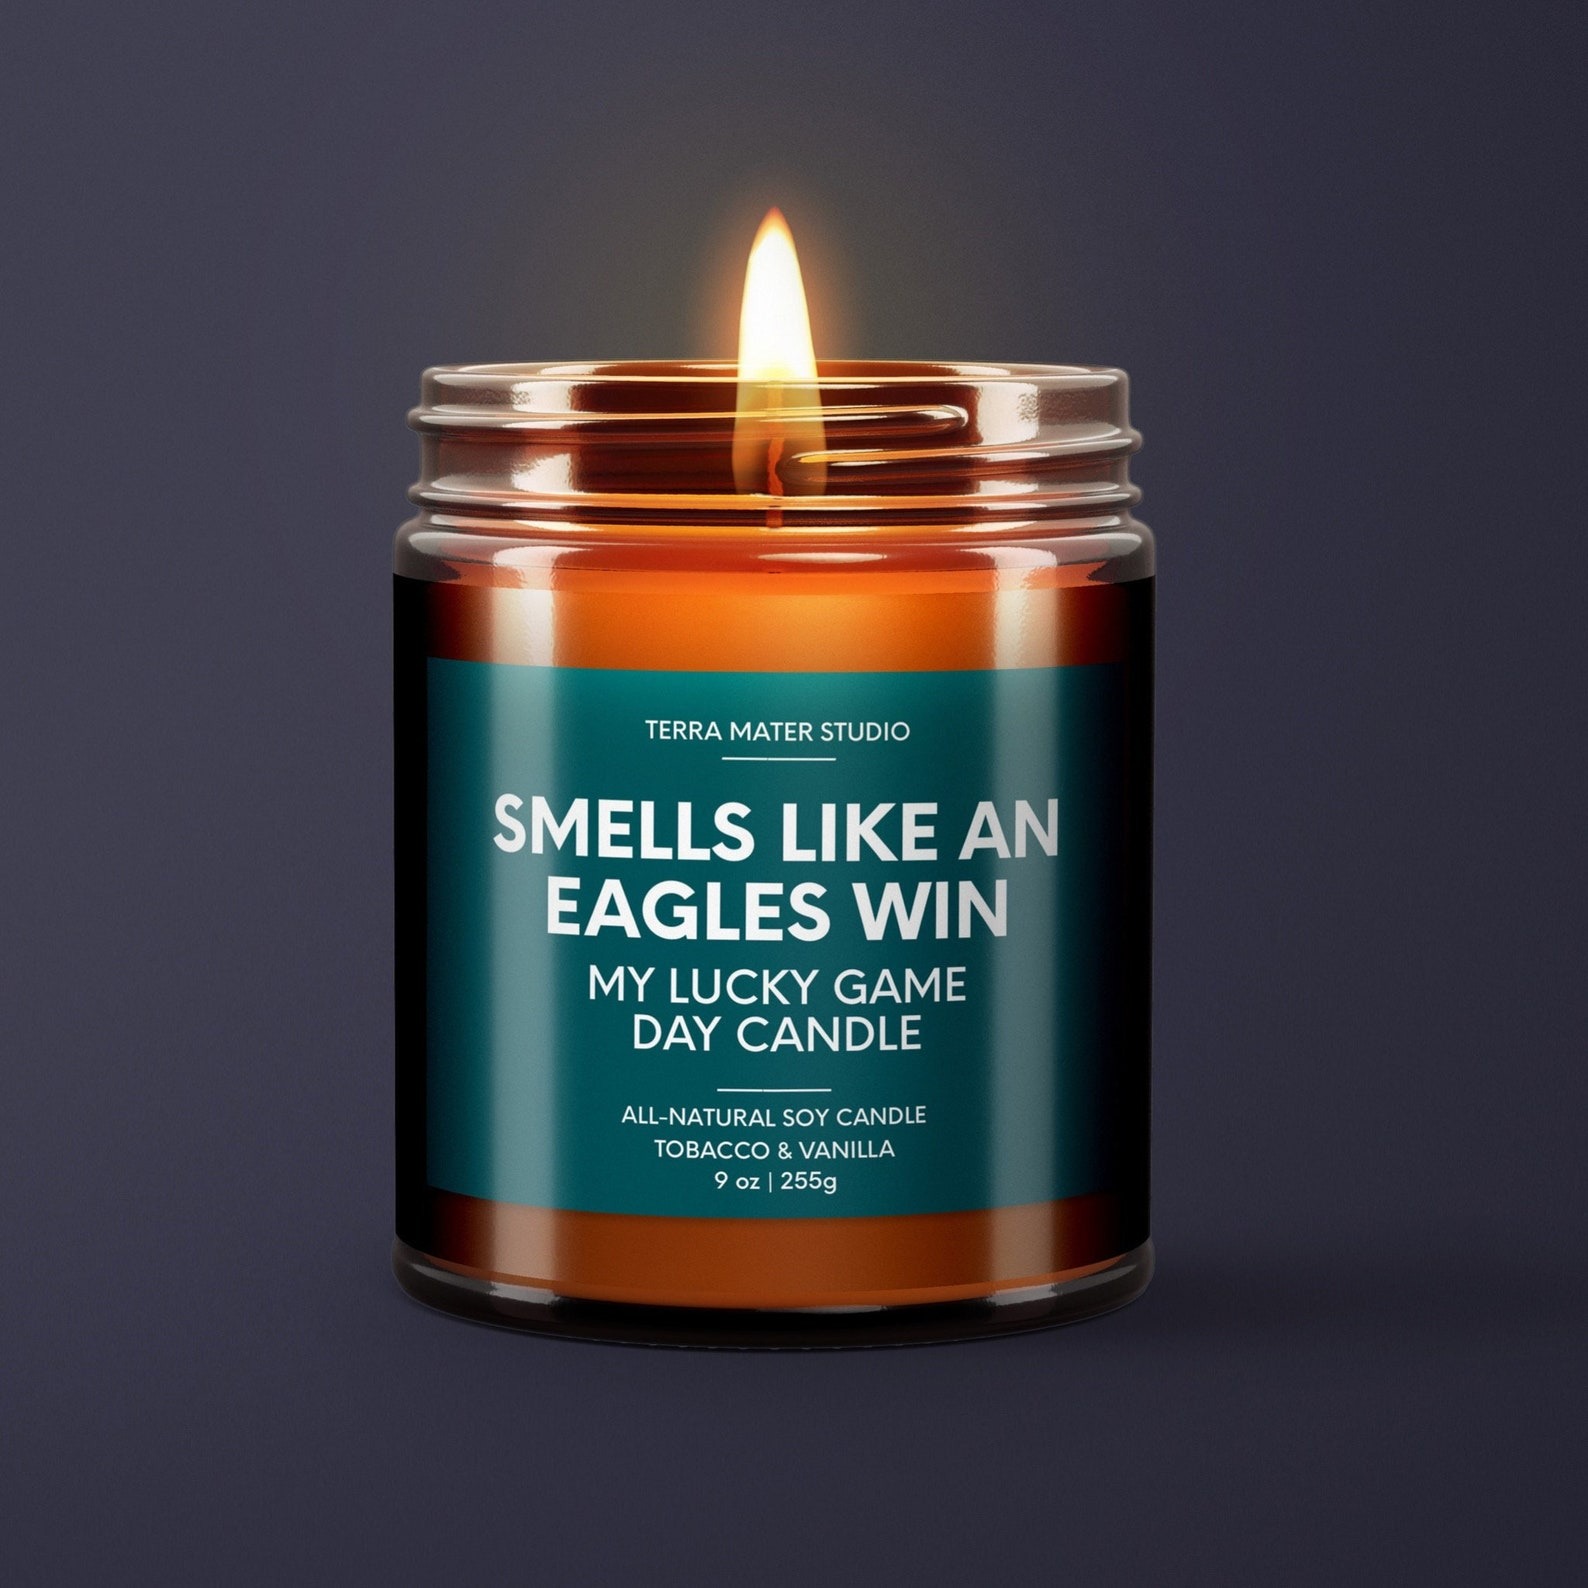 TERRA MATER STUDIO
SMELLS LIKE AN
EAGLES WIN
MY LUCKY GAME
DAY CANDLE
ALL-NATURAL SOY CANDLE
TOBACCO & VANILLA
9 oz | 255g